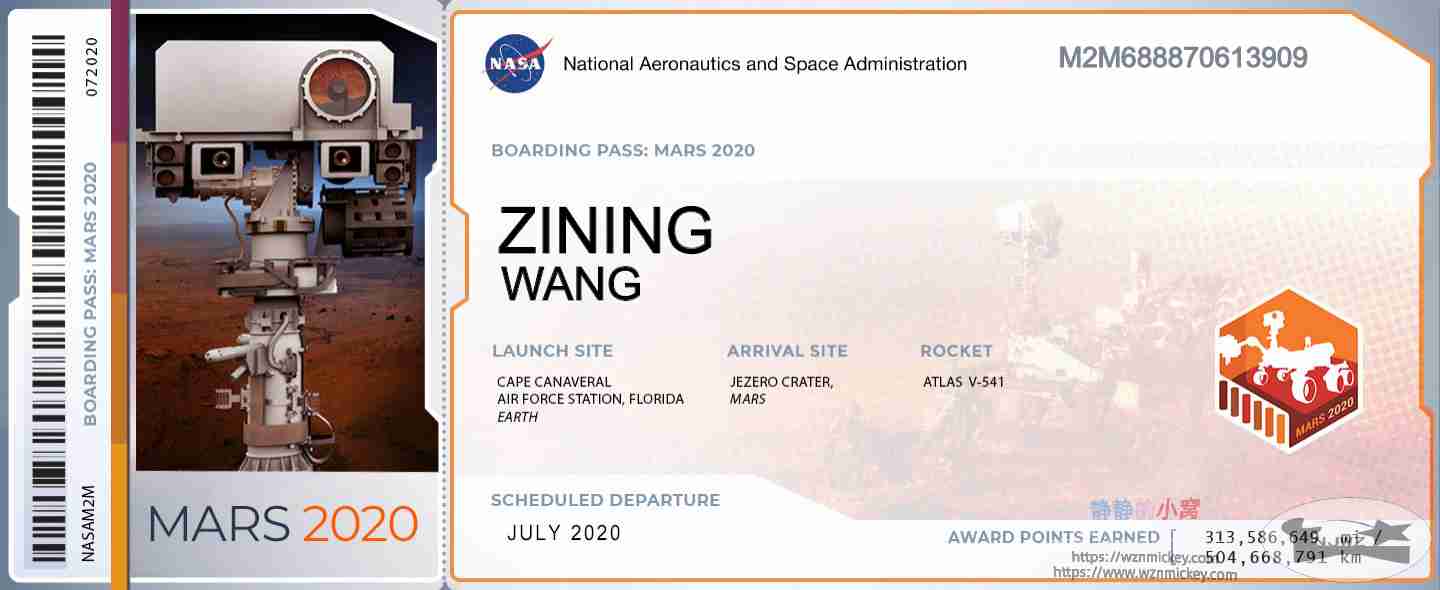 072020
BOARDING PASS: MARS 2020
NASAM2M
MARS 2020
NASA
National Aeronautics and Space Administration
M2M688870613909
BOARDING PASS: MARS 2020
ZINING
WANG
LAUNCH SITE
CAPE CANAVERAL
AIR FORCE STATION, FLORIDA
EARTH
ARRIVAL SITE
JEZERO CRATER,
MARS
ROCKET
ATLAS V-541
MARS 2020
SCHEDULED DEPARTURE
JULY 2020
静静的小窝
AWARD POINTS EARNED
313,586,649 mi /
504,668,791 km
https://wznmickey.com
https://www.wznmickey.com